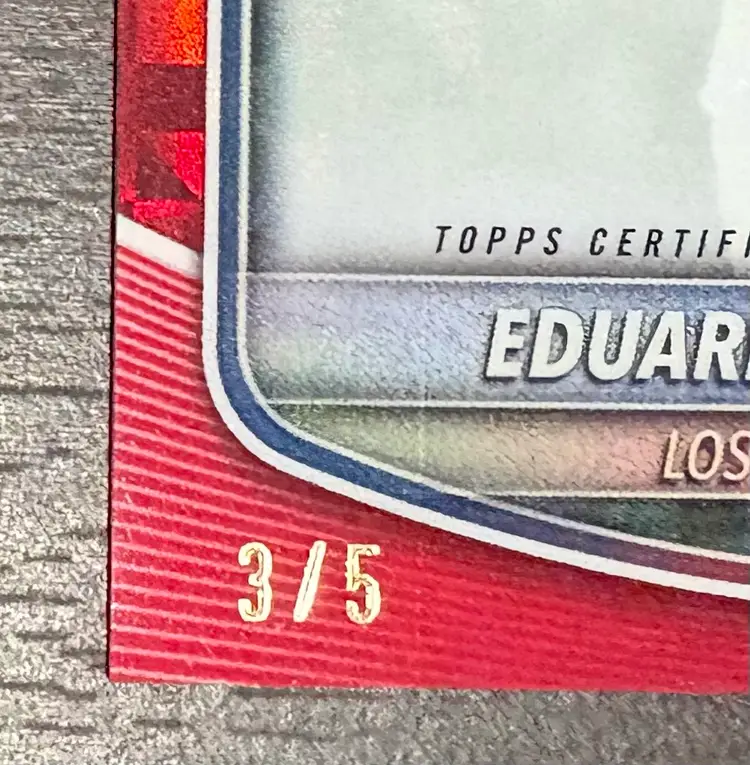 TOPPS CERTIFI
EDUAR
LOS
3/5